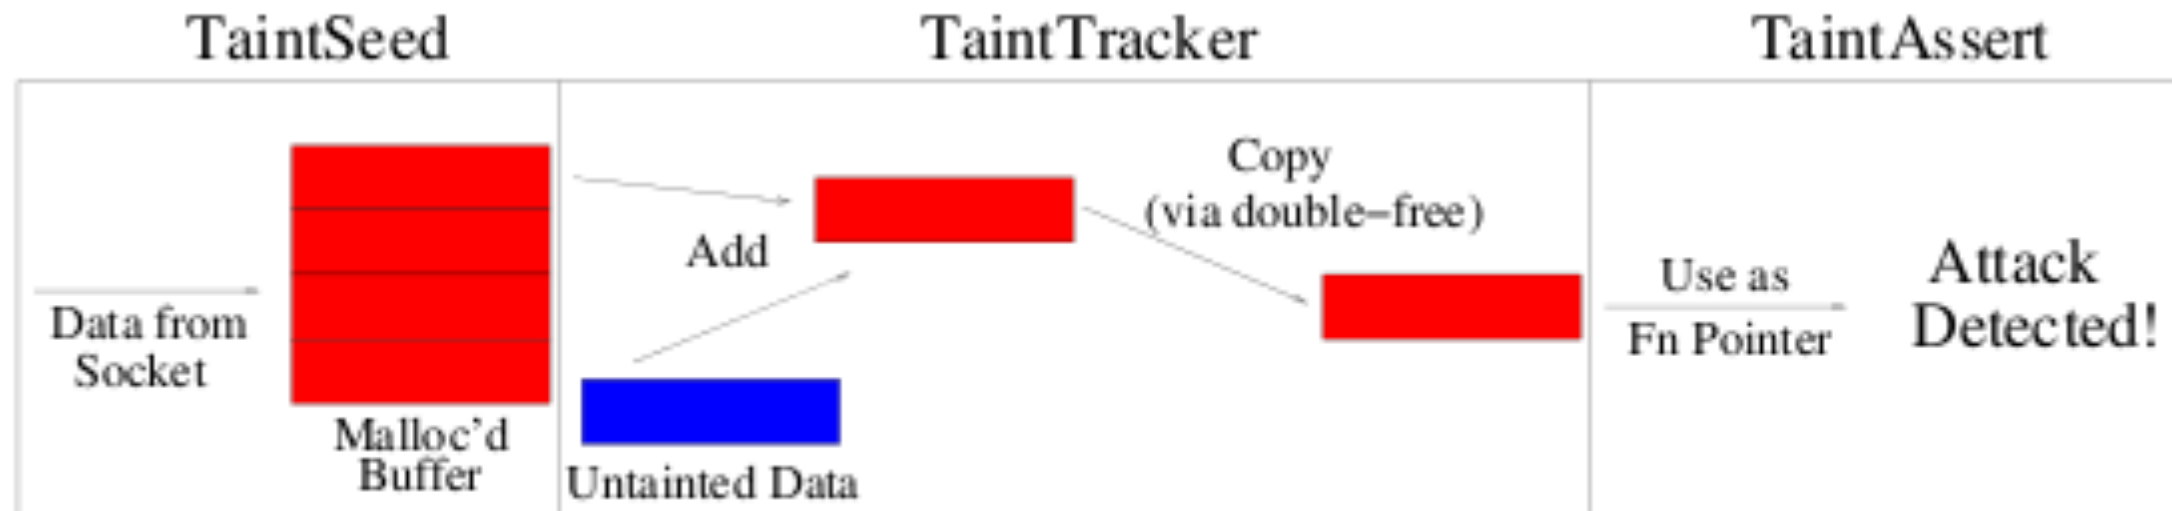 TaintSeed
TaintTracker
TaintAssert
Data from
Socket
Malloc'd
Buffer
Add
Untainted Data
Copy
(via double−free)
Use as
Fn Pointer
Attack
Detected!